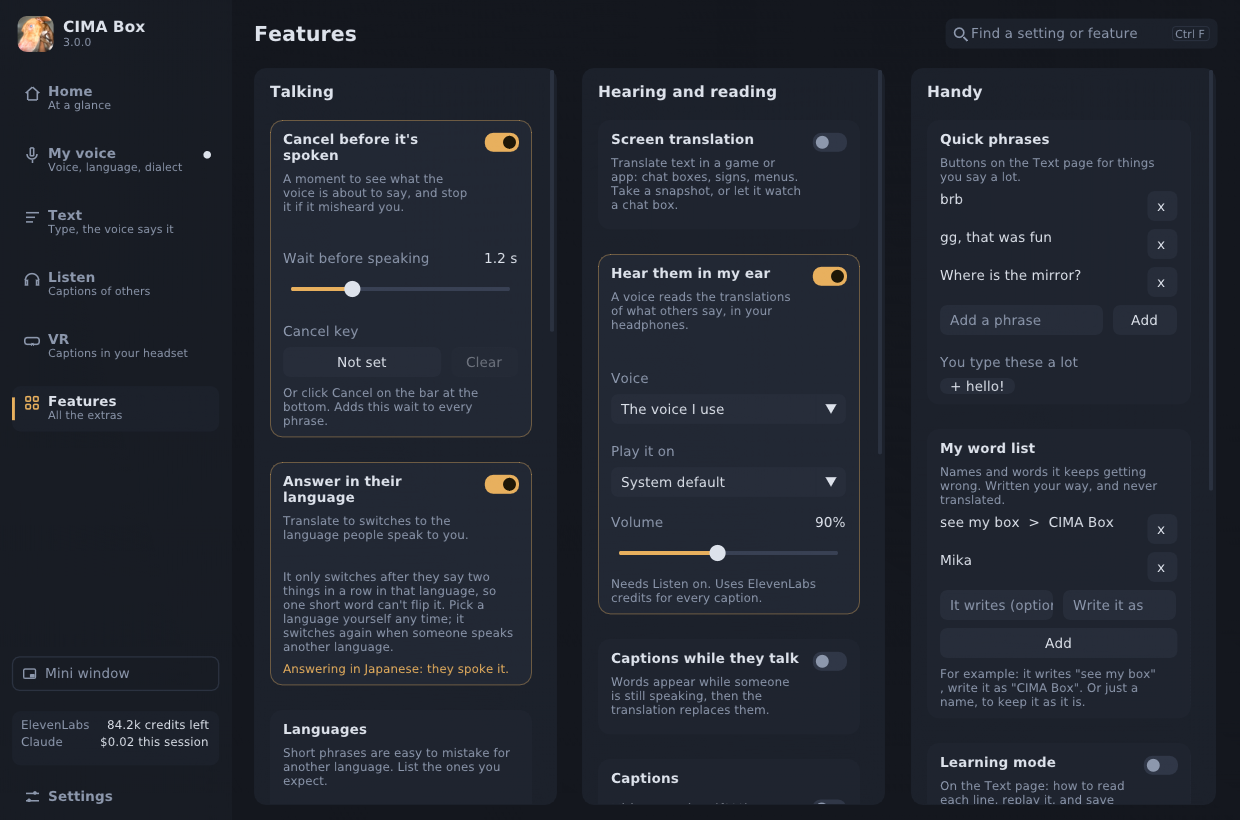 CIMA Box
3.0.0
Home
At a glance
My voice
Voice, language, dialect
Text
Type, the voice says it
Listen
Captions of others
VR
Captions in your headset
Features
All the extras
Mini window
ElevenLabs 84.2k credits left
Claude $0.02 this session
Settings
Features
Find a setting or feature Ctrl F
Talking
Cancel before it's
spoken
A moment to see what the
voice is about to say, and stop
it if it misheard you.
Wait before speaking 1.2 s
Cancel key
Not set Clear
Or click Cancel on the bar at the
bottom. Adds this wait to every
phrase.
Answer in their
language
Translate to switches to the
language people speak to you.
It only switches after they say two
things in a row in that language, so
one short word can't flip it. Pick a
language yourself any time; it
switches again when someone speaks
another language.
Answering in Japanese: they spoke it.
Languages
Short phrases are easy to mistake for
another language. List the ones you
expect.
Hearing and reading
Screen translation
Translate text in a game or
app: chat boxes, signs, menus.
Take a snapshot, or let it watch
a chat box.
Hear them in my ear
A voice reads the translations
of what others say, in your
headphones.
Voice
The voice I use
Play it on
System default
Volume 90%
Needs Listen on. Uses ElevenLabs
credits for every caption.
Captions while they talk
Words appear while someone
is still speaking, then the
translation replaces them.
Captions
Handy
Quick phrases
Buttons on the Text page for things
you say a lot.
brb x
gg, that was fun x
Where is the mirror? x
Add a phrase Add
You type these a lot
+ hello!
My word list
Names and words it keeps getting
wrong. Written your way, and never
translated.
see my box > CIMA Box x
Mika x
It writes (option Write it as
Add
For example: it writes "see my box"
, write it as "CIMA Box". Or just a
name, to keep it as it is.
Learning mode
On the Text page: how to read
each line, replay it, and save